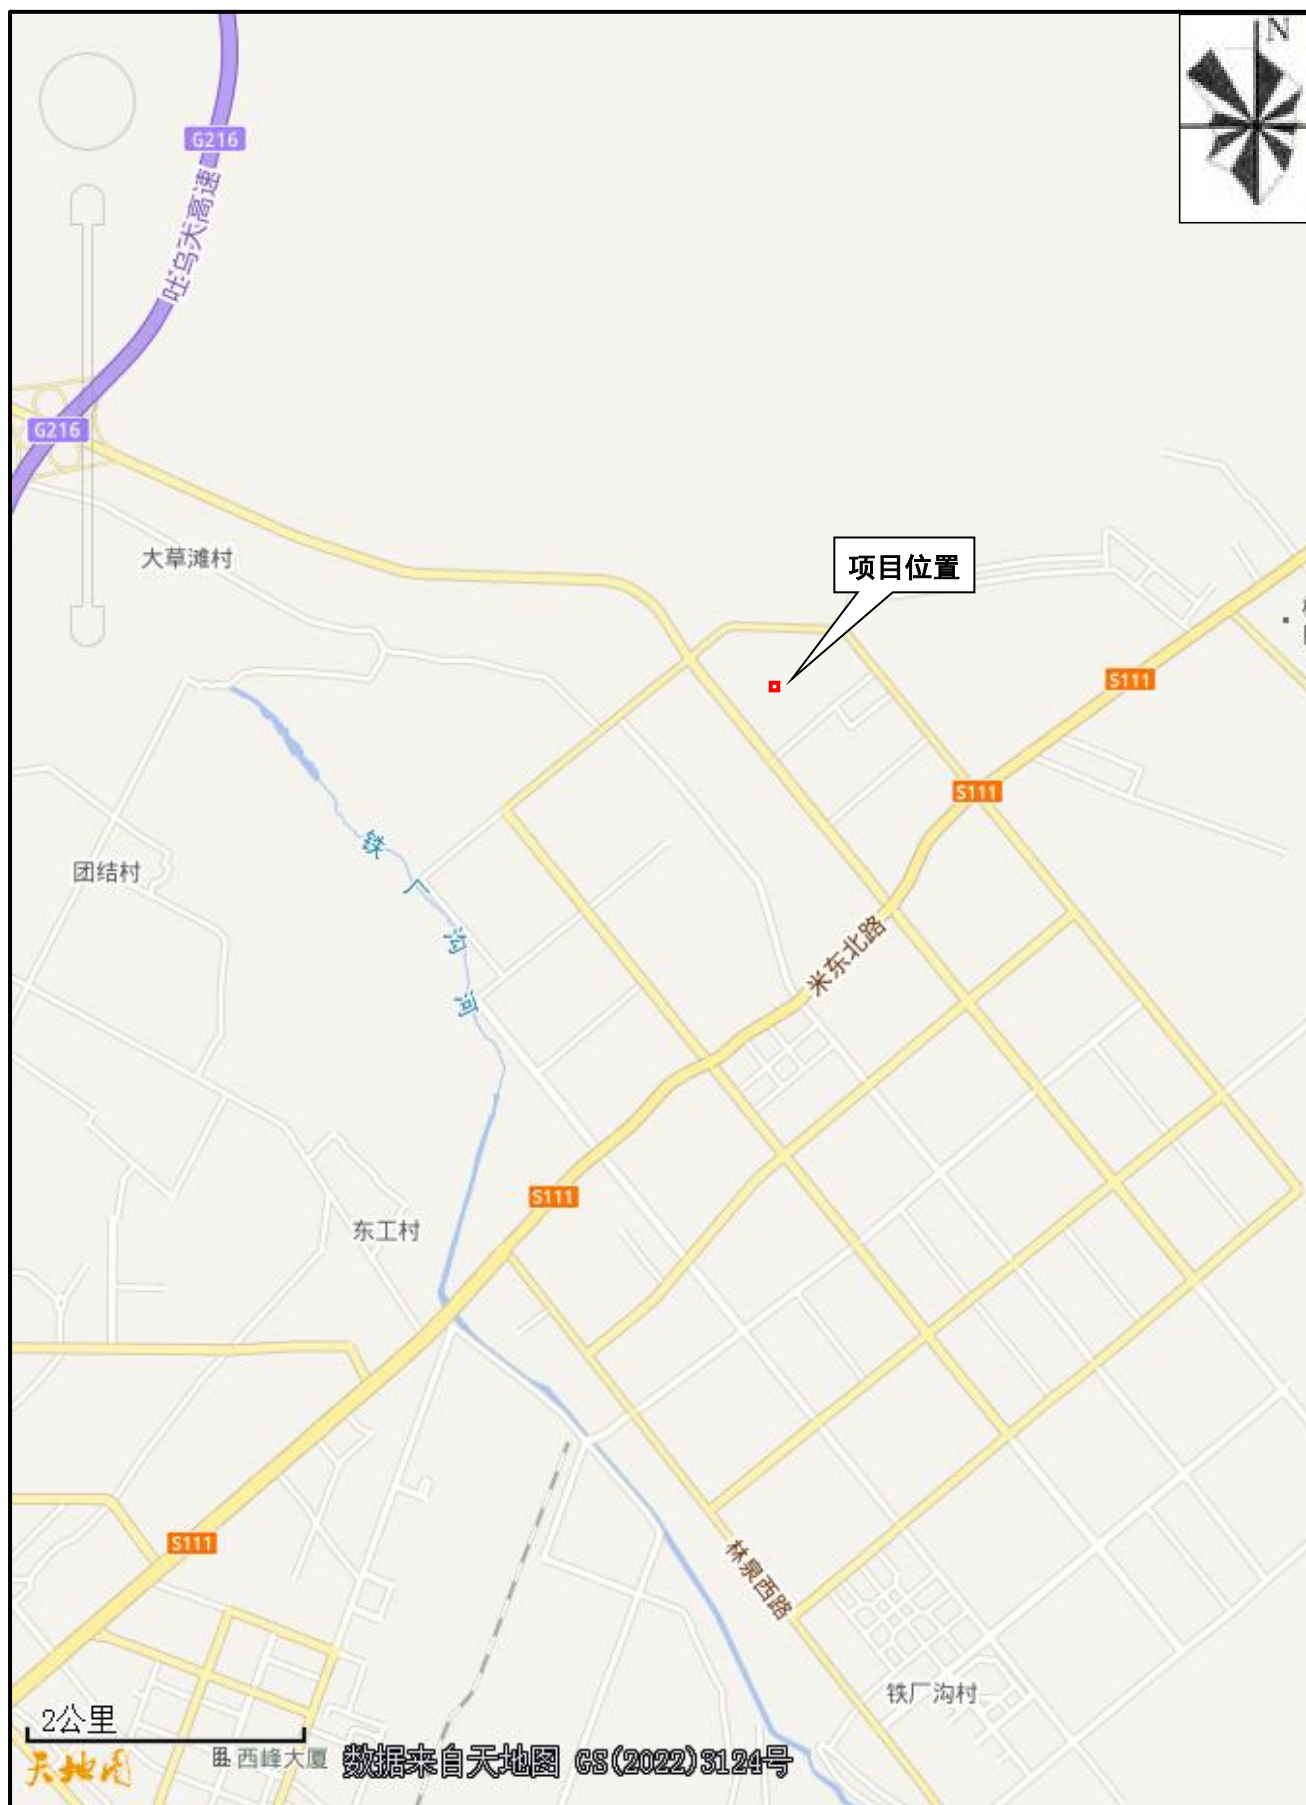 N
G216
吐乌大高速
G216
大草滩村
项目位置
S111
S111
铁厂沟河
团结村
米东北路
S111
东工村
S111
林泉西路
铁厂沟村
2公里
天地图
西峰大厦
数据来自天地图 GS(2022)3124号